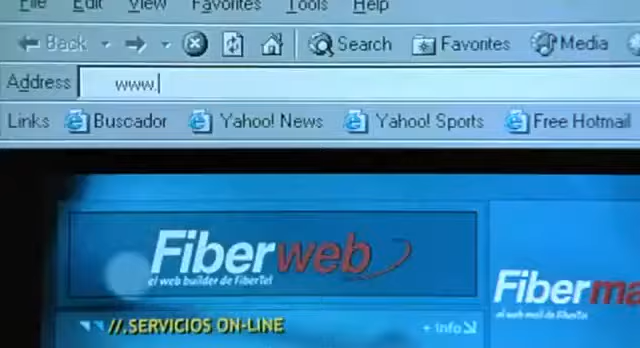 File Edit View Favorites Tools Help
Back Search Favorites Media
Address www.
Links Buscador Yahoo! News Yahoo! Sports Free Hotmail
Fiberweb
el web builder de FiberTel
Fiberma
el web mail de FiberTel
//.SERVICIOS ON-LINE + Info